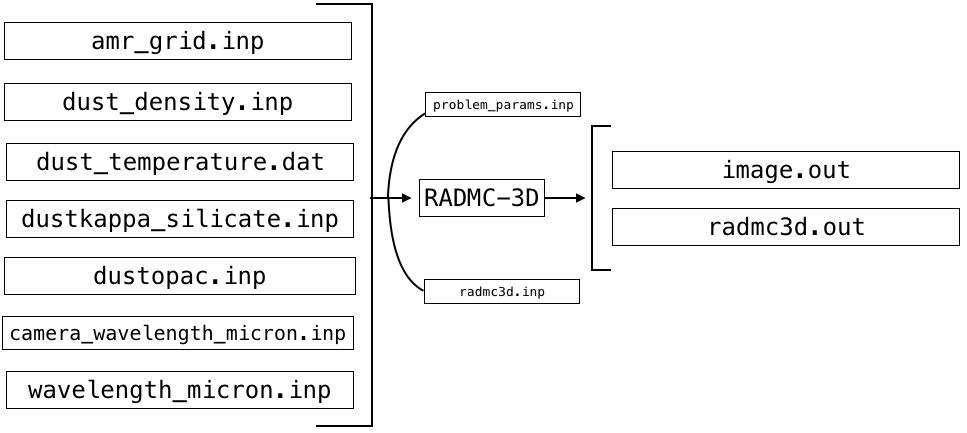 amr_grid.inp
dust_density.inp
dust_temperature.dat
dustkappa_silicate.inp
dustopac.inp
camera_wavelength_micron.inp
wavelength_micron.inp
problem_params.inp
RADMC-3D
radmc3d.inp
image.out
radmc3d.out